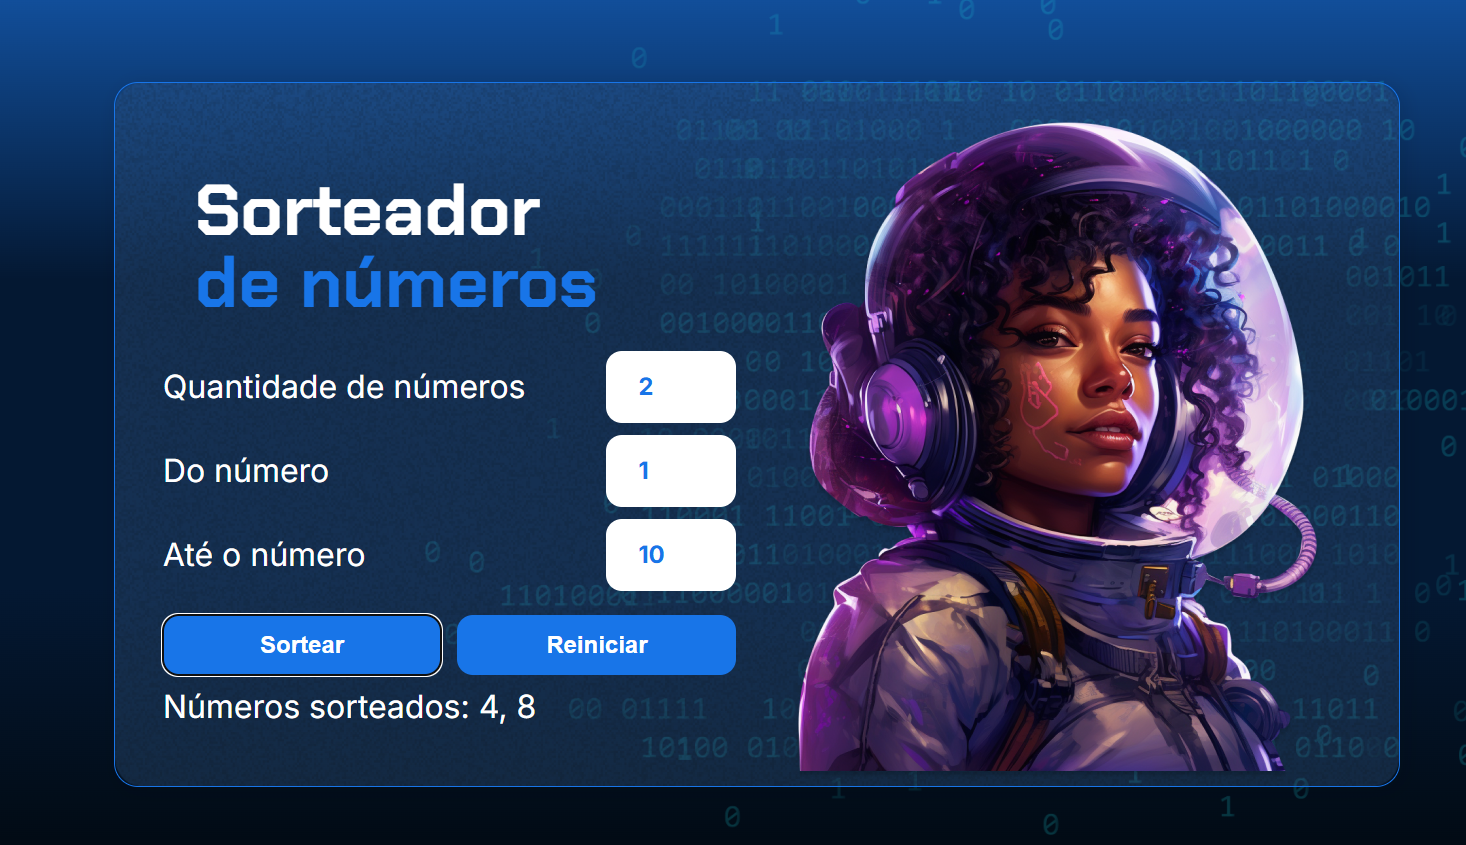 Sorteador
de números
Quantidade de números 2
Do número 1
Até o número 10
Sortear Reiniciar
Números sorteados: 4, 8